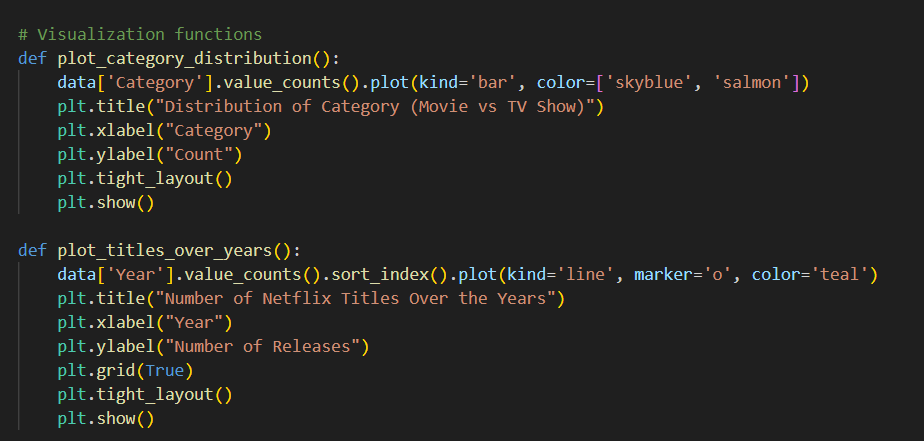 # Visualization functions
def plot_category_distribution():
    data['Category'].value_counts().plot(kind='bar', color=['skyblue', 'salmon'])
    plt.title("Distribution of Category (Movie vs TV Show)")
    plt.xlabel("Category")
    plt.ylabel("Count")
    plt.tight_layout()
    plt.show()

def plot_titles_over_years():
    data['Year'].value_counts().sort_index().plot(kind='line', marker='o', color='teal')
    plt.title("Number of Netflix Titles Over the Years")
    plt.xlabel("Year")
    plt.ylabel("Number of Releases")
    plt.grid(True)
    plt.tight_layout()
    plt.show()